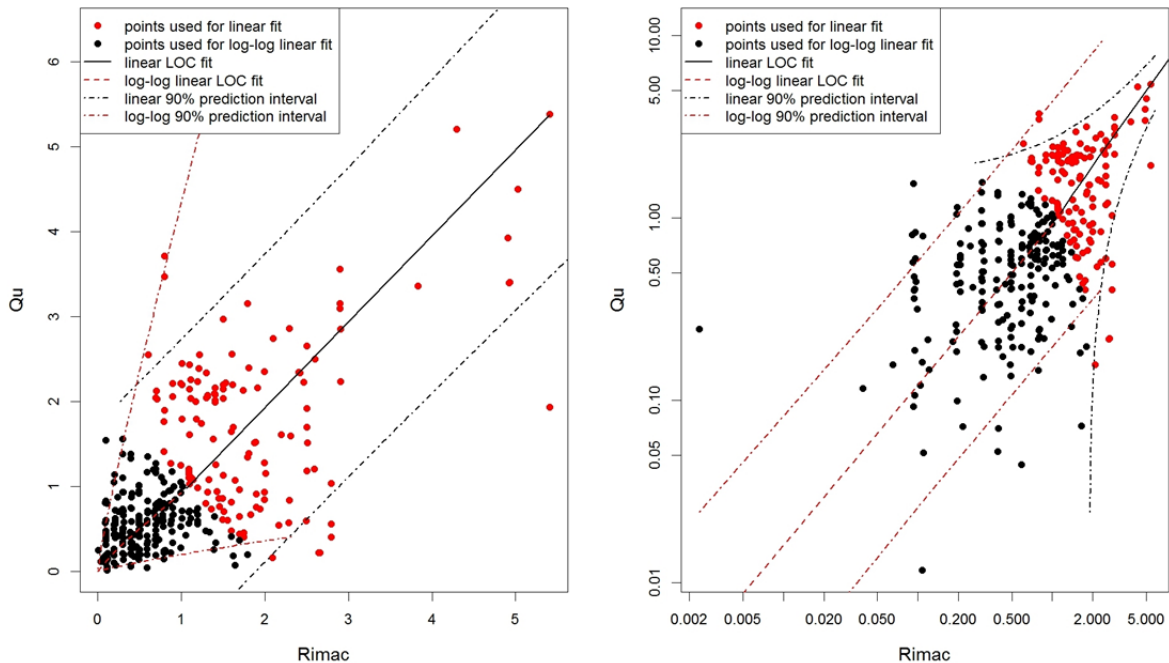 points used for linear fit
points used for log-log linear fit
linear LOC fit
log-log linear LOC fit
linear 90% prediction interval
log-log 90% prediction interval
6
5
4
3
2
1
0
Qu
0 1 2 3 4 5
Rimac
points used for linear fit
points used for log-log linear fit
linear LOC fit
log-log linear LOC fit
linear 90% prediction interval
log-log 90% prediction interval
10.00
5.00
1.00
0.50
0.10
0.05
0.01
Qu
0.002 0.005 0.020 0.050 0.200 0.500 2.000 5.000
Rimac